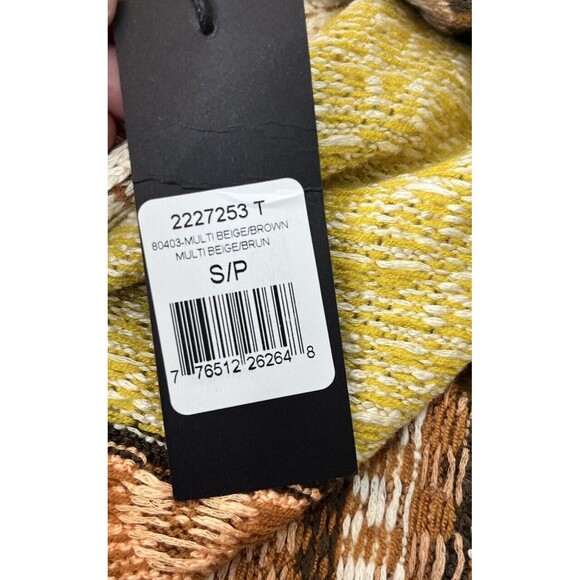 2227253 T
80403-MULTI BEIGE/BROWN
MULTI BEIGE/BRUN
S/P
7 76512 26264 8